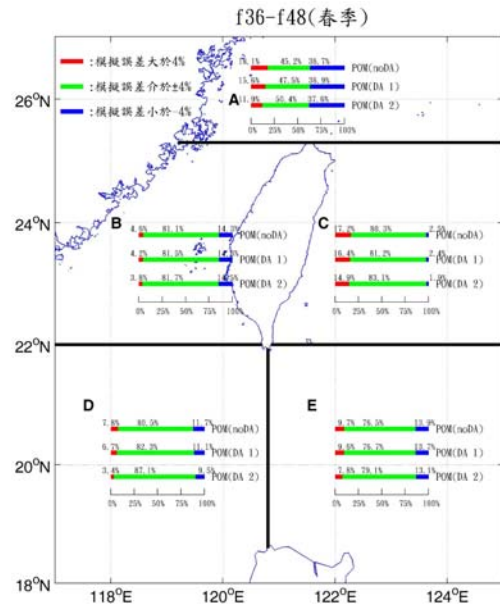 f36-f48(春季)
:模擬誤差大於4%
:模擬誤差介於±4%
:模擬誤差小於-4%
26°N
24°N
22°N
20°N
18°N
118°E
120°E
122°E
124°E
A
45.2% 38.7% POM(noDA)
15.6% 47.5% 36.9% POM(DA 1)
11.9% 50.4% 37.6% POM(DA 2)
0% 25% 50% 75% 100%
B
4.6% 81.1% POM(noDA)
4.2% 81.5% POM(DA 1)
3.8% 81.7% POM(DA 2)
0% 25% 50% 75% 100%
C
17.2% 80.3% 2.5% POM(noDA)
16.4% 81.2% 2.4% POM(DA 1)
14.9% 83.1% 1.9% POM(DA 2)
0% 25% 50% 75% 100%
D
7.8% 80.5% 11.7% POM(noDA)
6.7% 82.3% 11.1% POM(DA 1)
3.4% 87.1% 9.5% POM(DA 2)
0% 25% 50% 75% 100%
E
9.7% 76.5% 13.9% POM(noDA)
9.6% 76.7% 13.7% POM(DA 1)
7.8% 79.1% 13.1% POM(DA 2)
0% 25% 50% 75% 100%